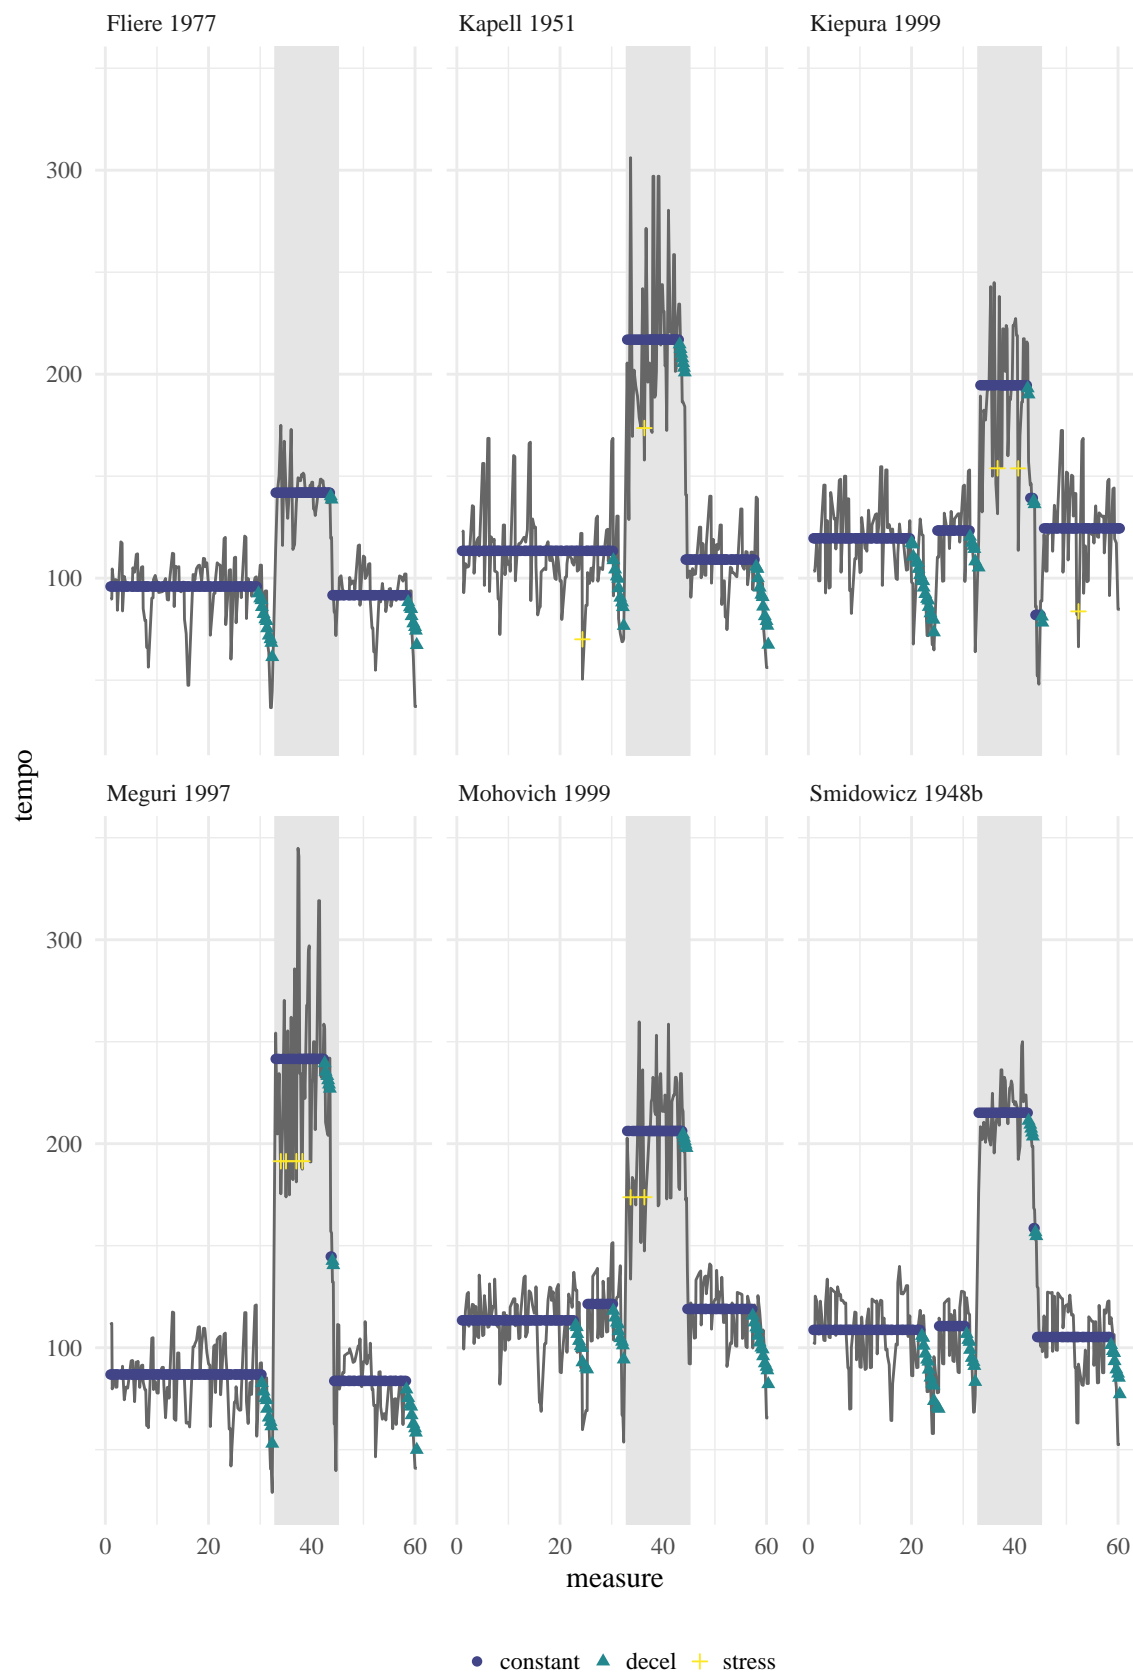 Fliere 1977 Kapell 1951 Kiepura 1999
300
200
100
tempo
Meguri 1997 Mohovich 1999 Smidowicz 1948b
300
200
100
0 20 40 60 0 20 40 60 0 20 40 60
measure
constant decel stress